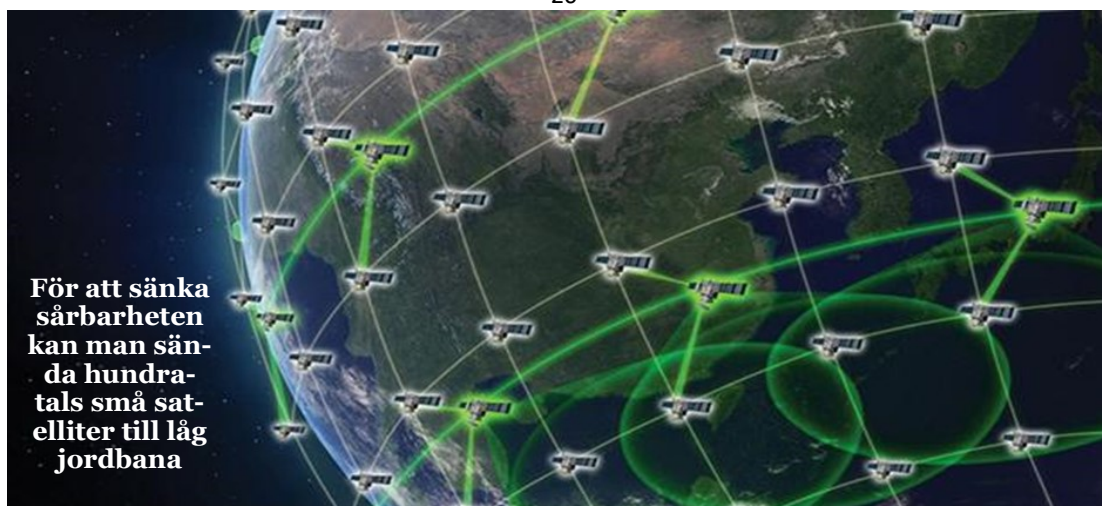 För att sänka
sårbarheten
kan man sän-
da hundra-
tals små sat-
elliter till låg
jordbana